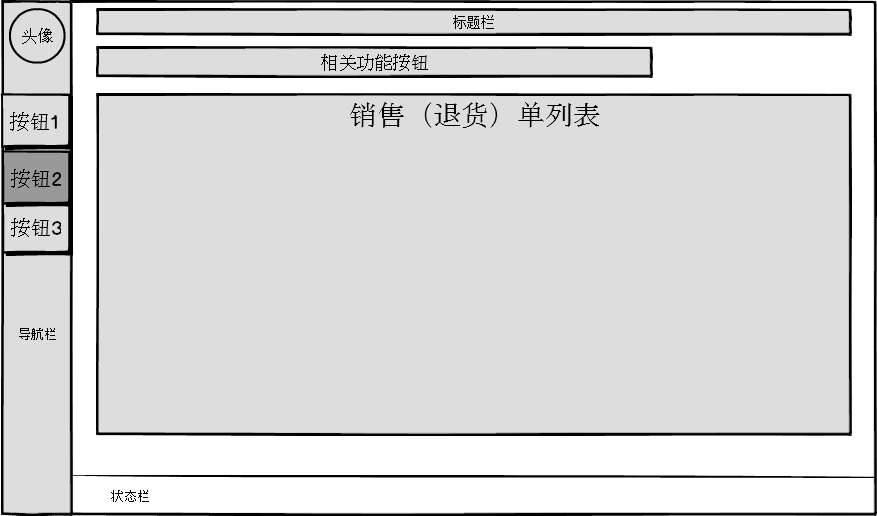 头像
标题栏
相关功能按钮
销售（退货）单列表
按钮1
按钮2
按钮3
导航栏
状态栏